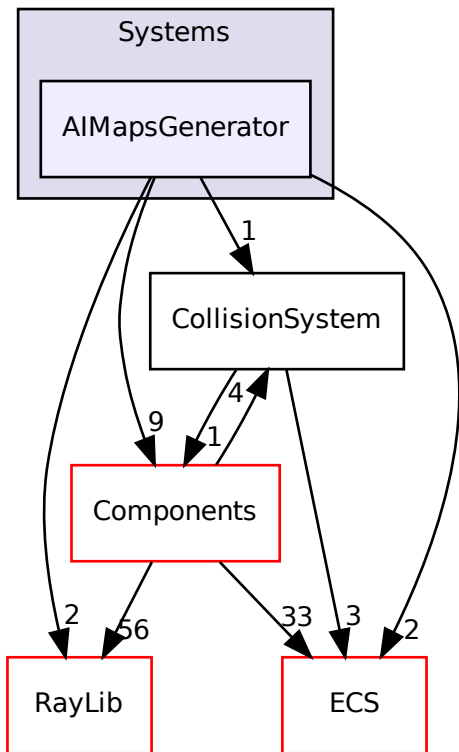 Systems
AIMapsGenerator
1
CollisionSystem
9
1
4
Components
2
56
33
3
2
RayLib
ECS